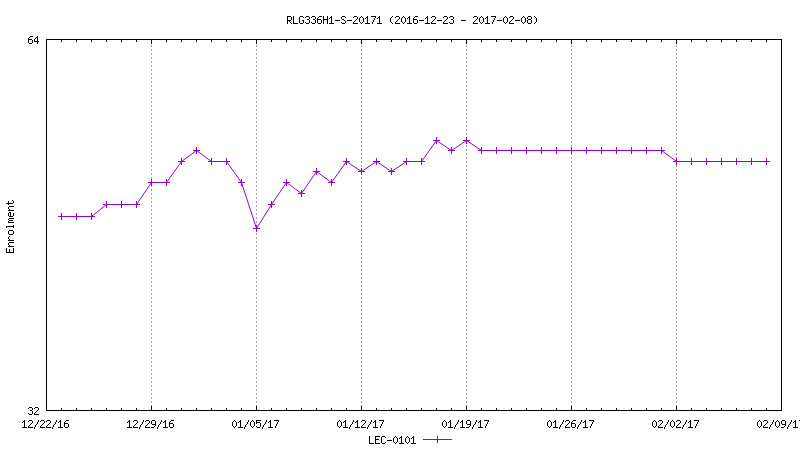 RLG336H1-S-20171 (2016-12-23 - 2017-02-08)
64
Enrolment
32
12/22/16 12/29/16 01/05/17 01/12/17 01/19/17 01/26/17 02/02/17 02/09/1
LEC-0101